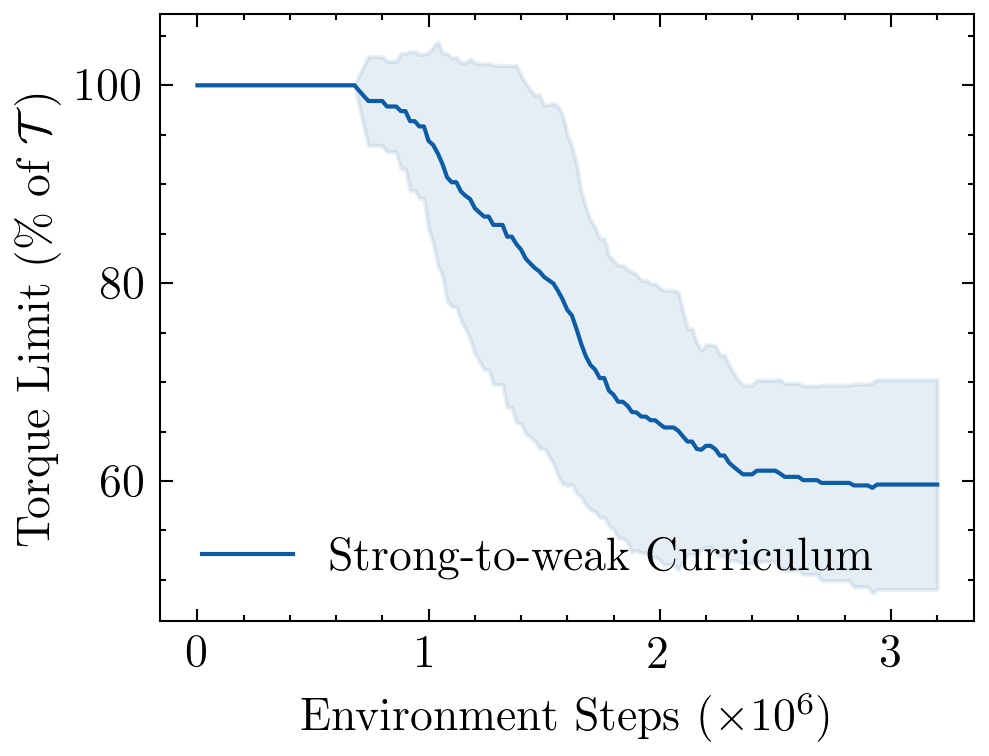 Torque Limit (% of 𝒯)
100
80
60
Strong-to-weak Curriculum
0 1 2 3
Environment Steps (×10⁶)